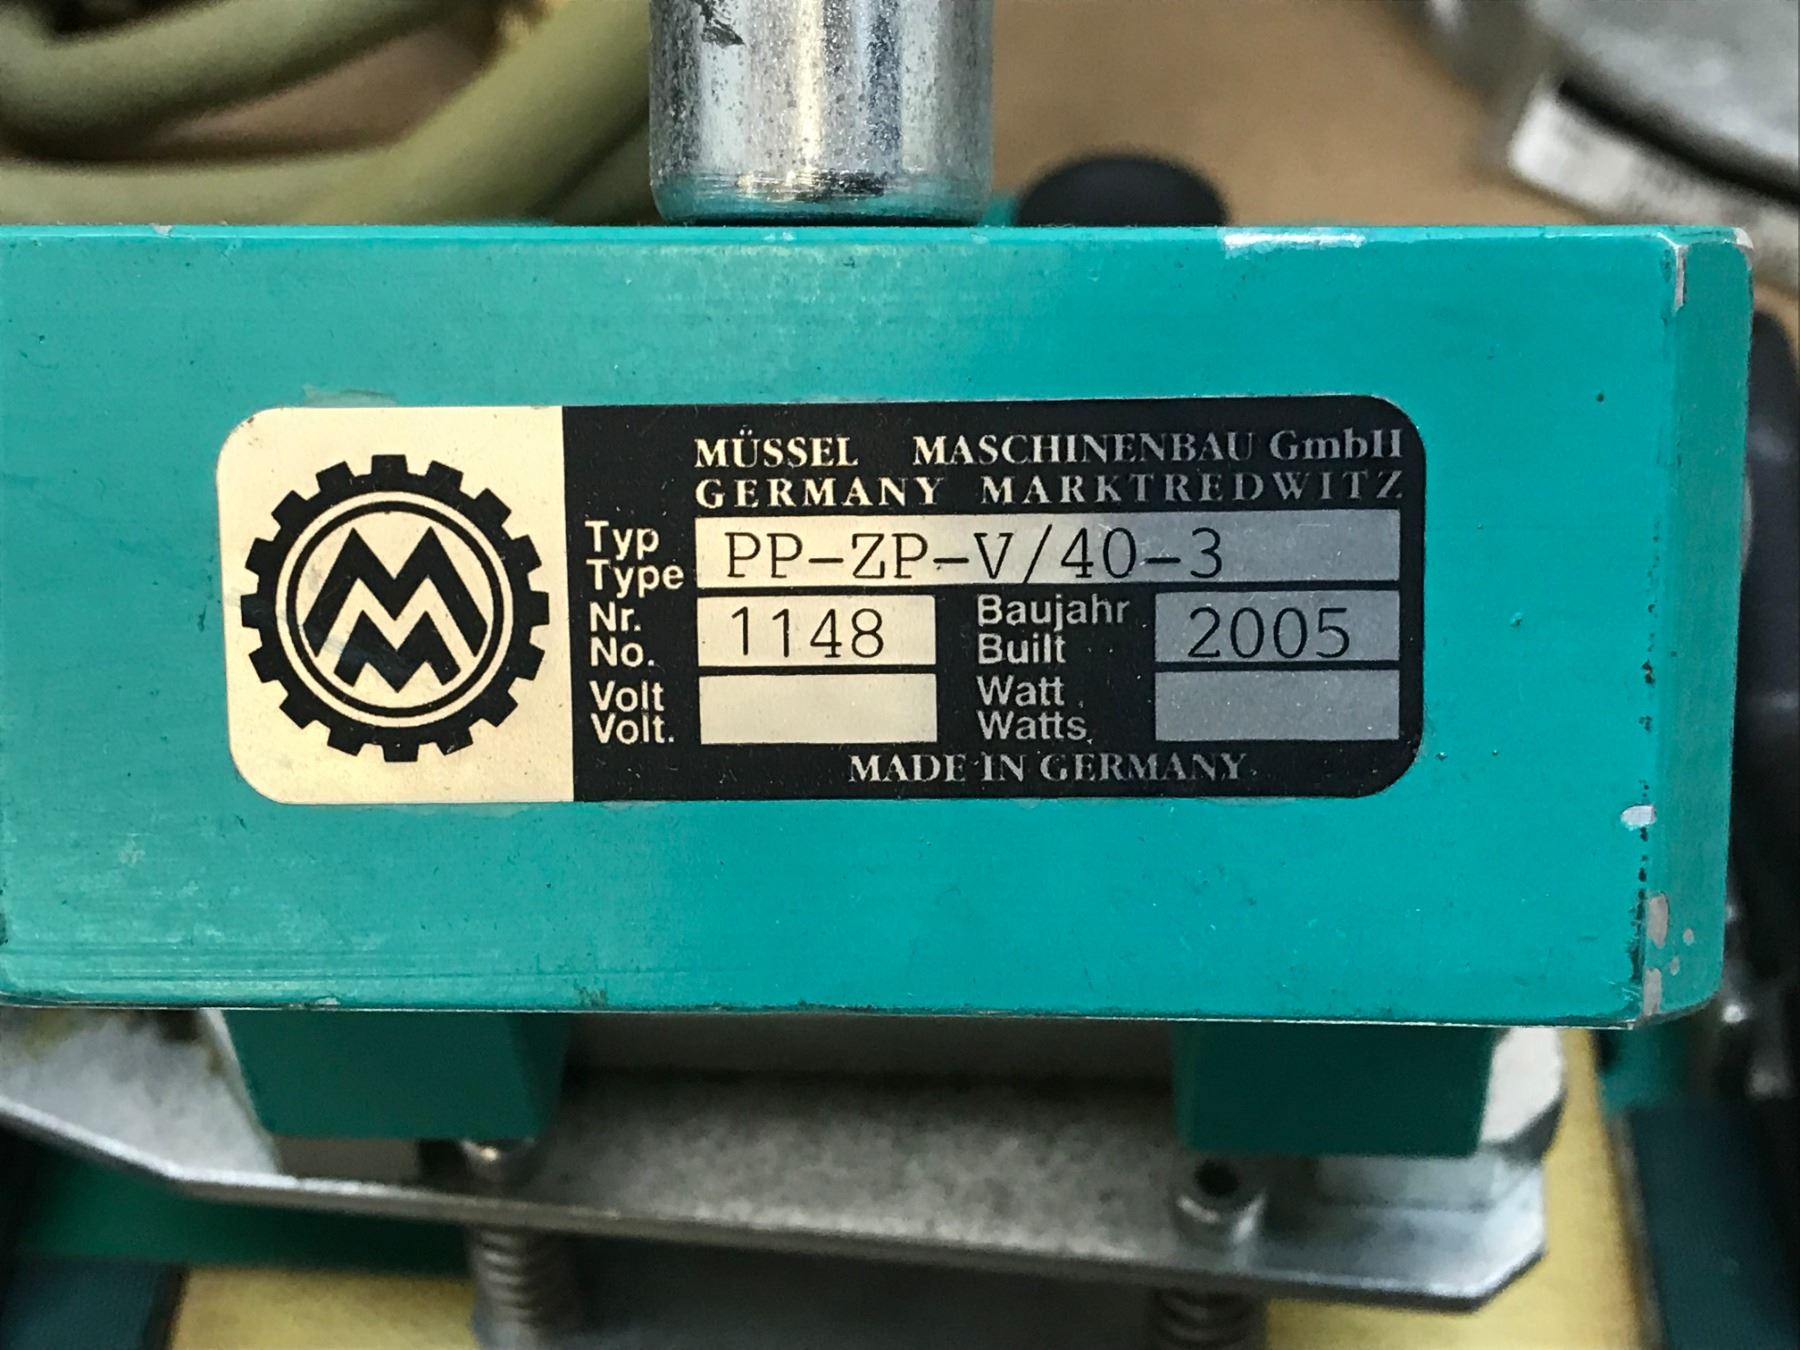 MÜSSEL MASCHINENBAU GmbH
GERMANY MARKTREDWITZ
Typ PP-ZP-V/40-3
Type
Nr. 1148 Baujahr 2005
No. Built
Volt Watt
Volt. Watts
MADE IN GERMANY